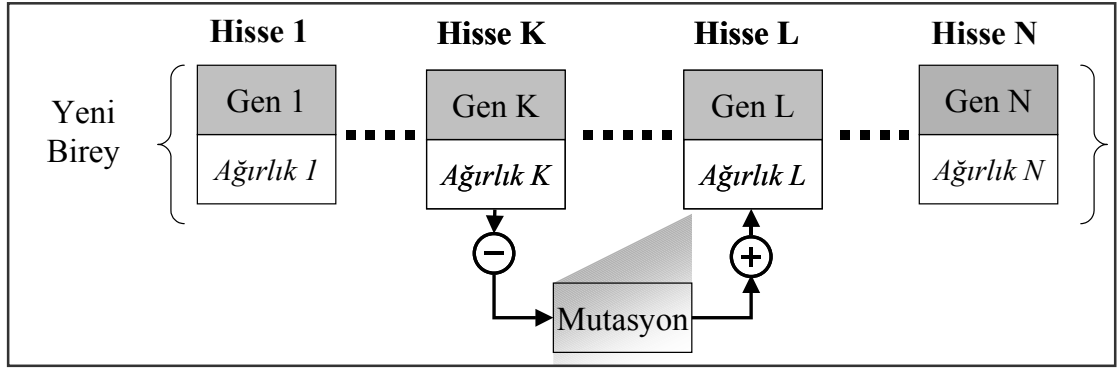 Hisse 1 Hisse K Hisse L Hisse N
Gen 1 Gen K Gen L Gen N
Yeni
Birey
Ağırlık 1 Ağırlık K Ağırlık L Ağırlık N
− +
Mutasyon